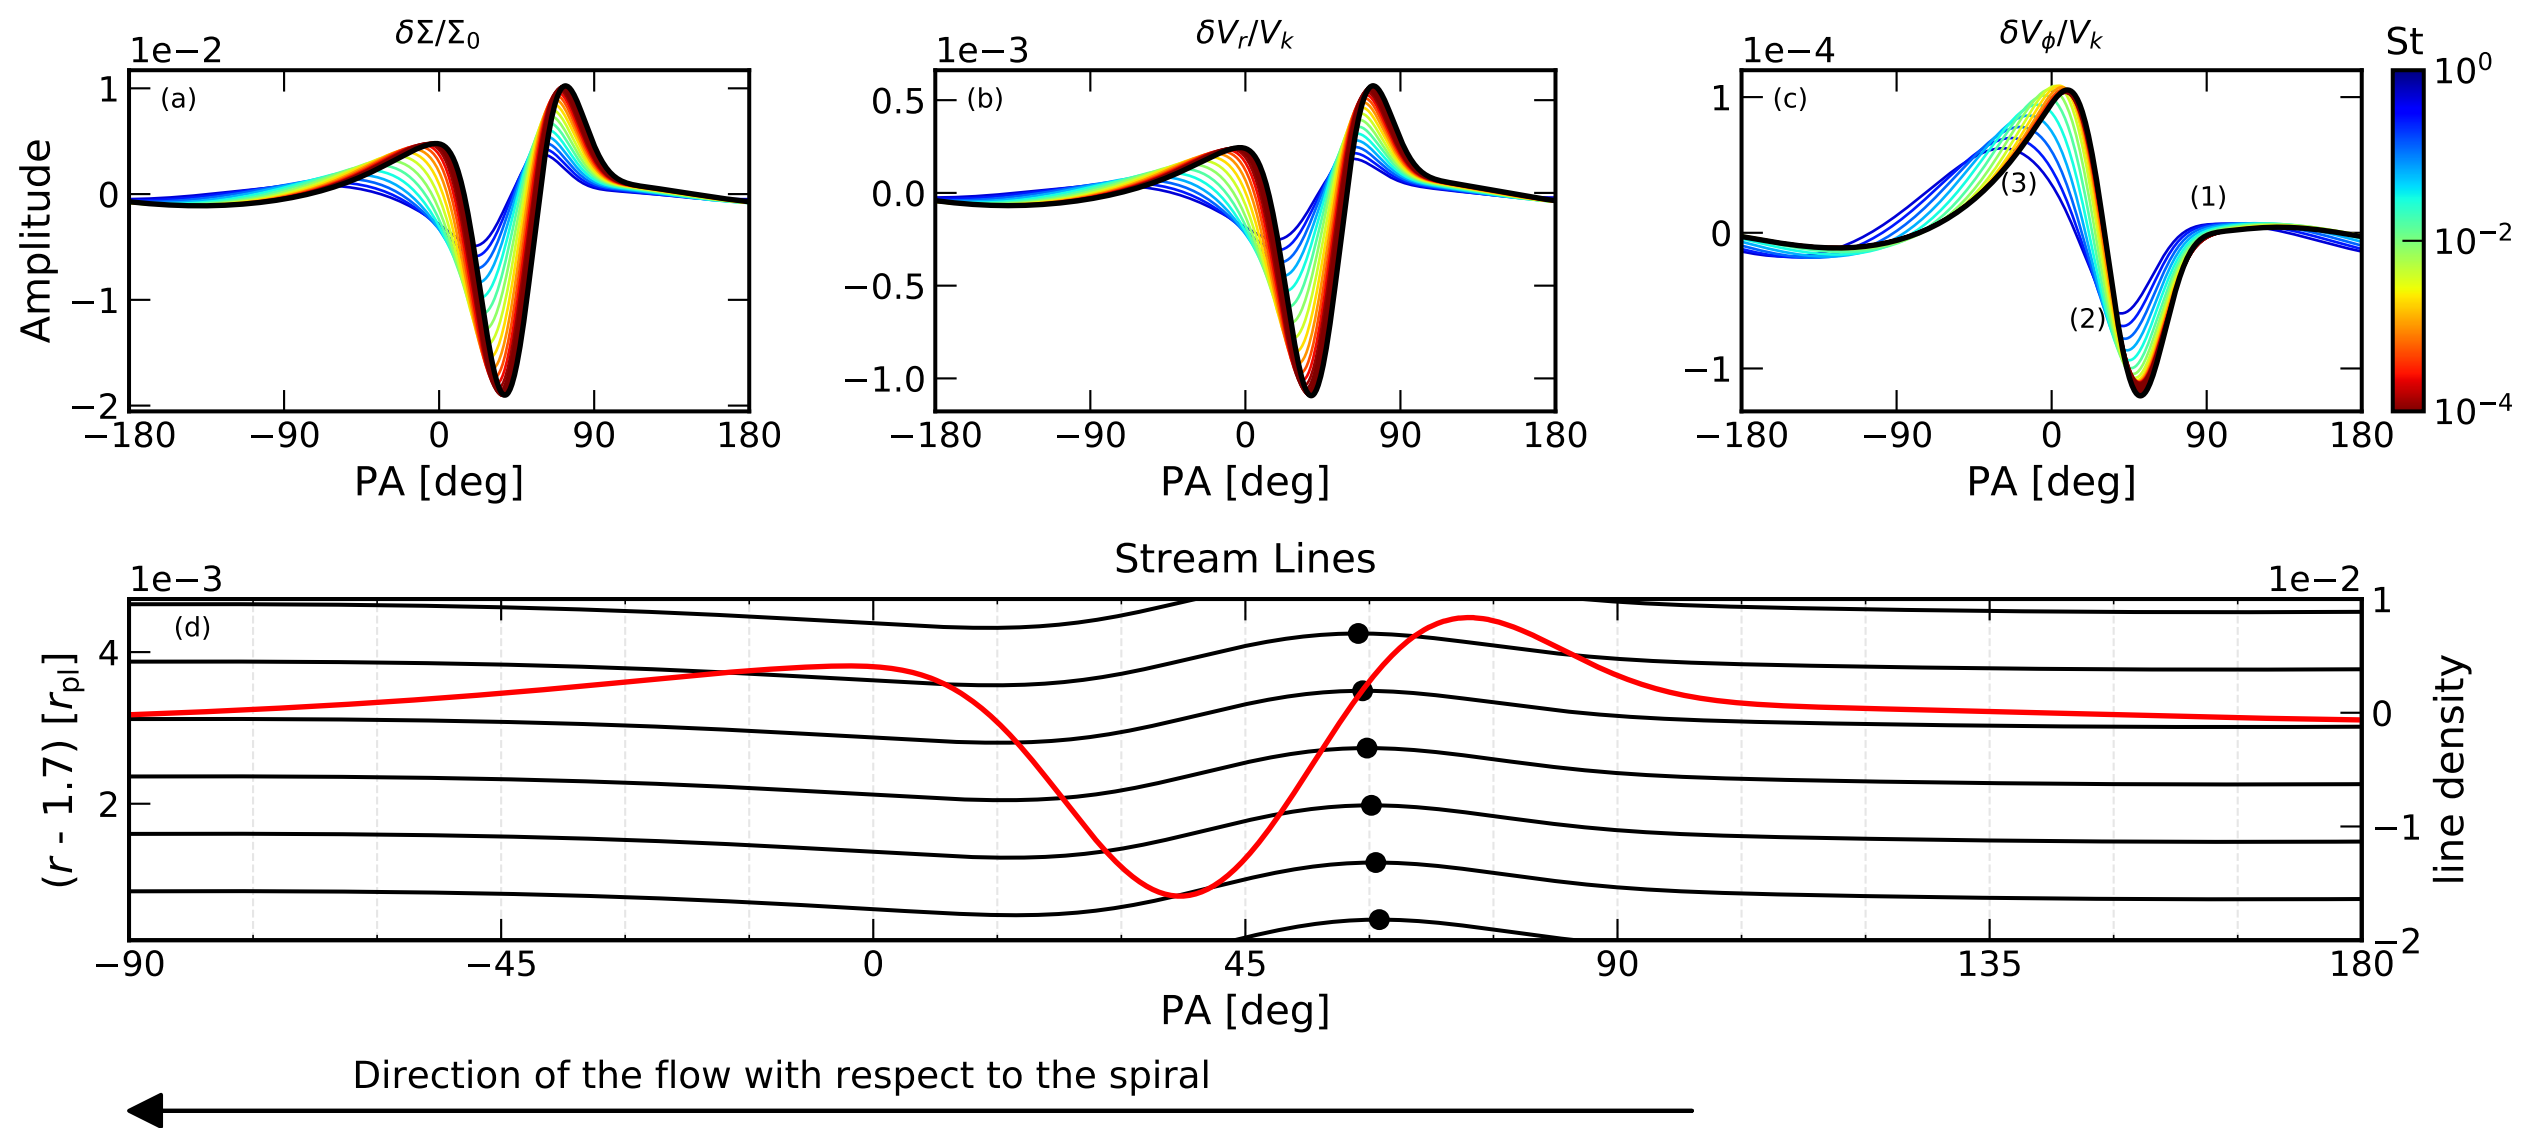 δΣ/Σ₀
δVᵣ/Vₖ
δV_ϕ/Vₖ
St
1e−2
1e−3
1e−4
(a)
(b)
(c)
Amplitude
1
0
−1
−2
0.5
0.0
−0.5
−1.0
1
0
−1
(1)
(2)
(3)
10⁰
10⁻²
10⁻⁴
−180 −90 0 90 180
−180 −90 0 90 180
−180 −90 0 90 180
PA [deg]
PA [deg]
PA [deg]
Stream Lines
1e−3
1e−2
(d)
(r - 1.7) [r_pl]
4
2
1
0
−1
−2
line density
−90 −45 0 45 90 135 180
PA [deg]
Direction of the flow with respect to the spiral